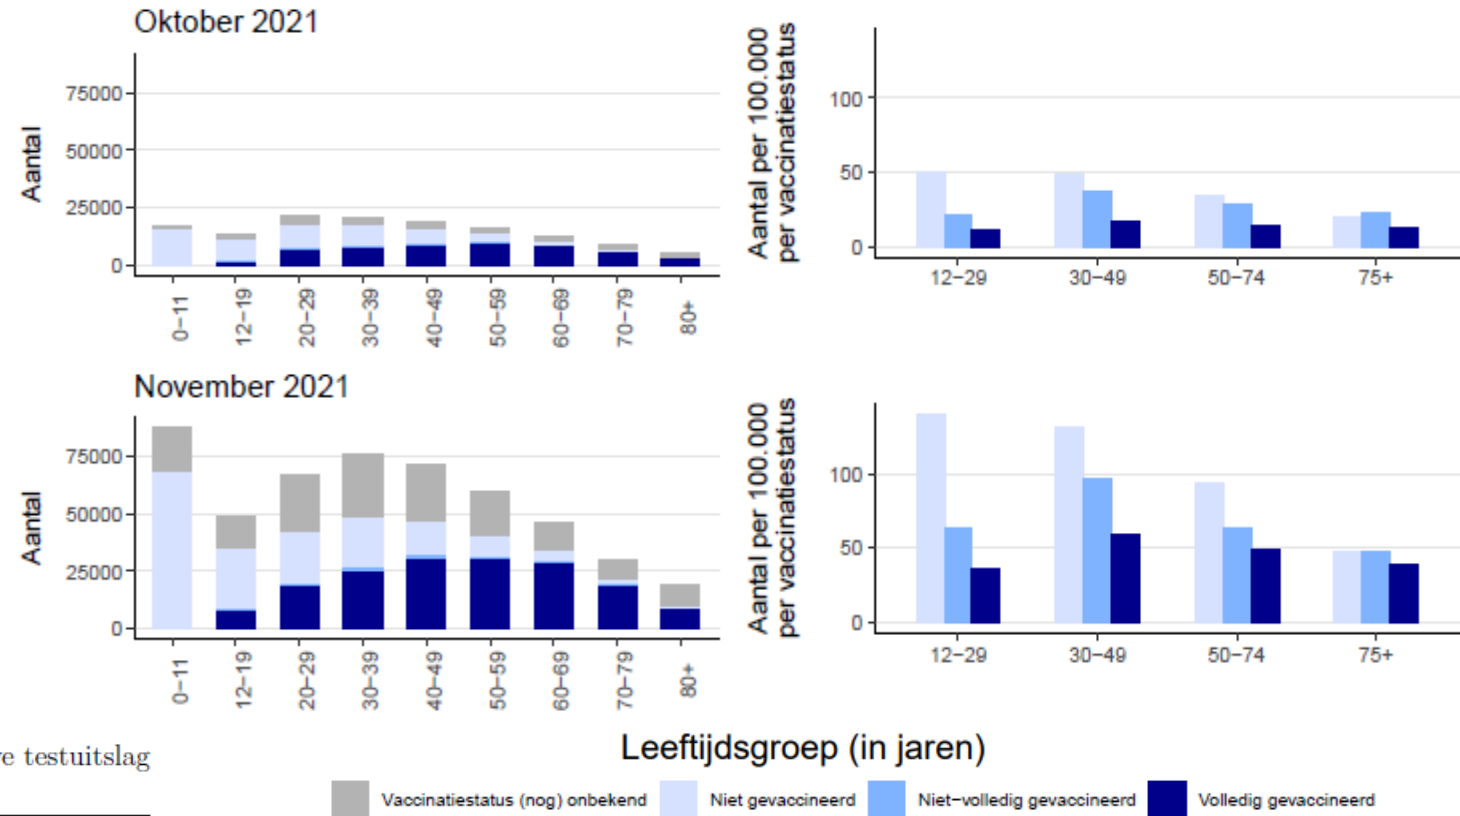 Oktober 2021
Aantal
75000
50000
25000
0
0−11
12−19
20−29
30−39
40−49
50−59
60−69
70−79
80+
Aantal per 100.000
per vaccinatiestatus
100
50
0
12−29
30−49
50−74
75+
November 2021
Aantal
75000
50000
25000
0
0−11
12−19
20−29
30−39
40−49
50−59
60−69
70−79
80+
Aantal per 100.000
per vaccinatiestatus
100
50
0
12−29
30−49
50−74
75+
e testuitslag
Leeftijdsgroep (in jaren)
Vaccinatiestatus (nog) onbekend
Niet gevaccineerd
Niet−volledig gevaccineerd
Volledig gevaccineerd